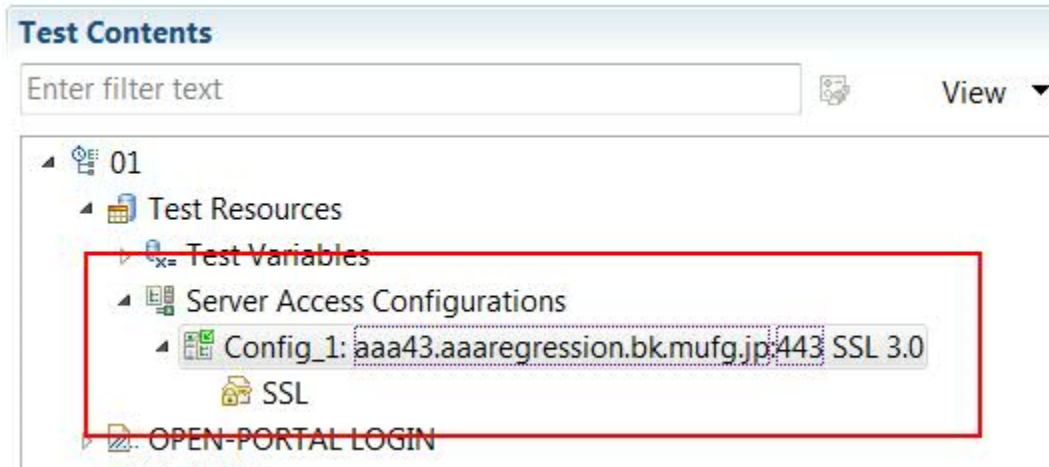 Test Contents
Enter filter text
View
01
Test Resources
Test Variables
Server Access Configurations
Config_1: aaa43.aaaregression.bk.mufg.jp:443 SSL 3.0
SSL
OPEN-PORTAL LOGIN